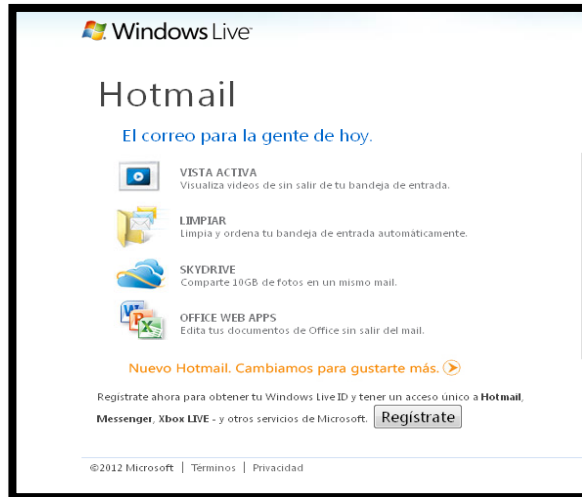 Windows Live
Hotmail
El correo para la gente de hoy.
VISTA ACTIVA
Visualiza videos de sin salir de tu bandeja de entrada.
LIMPIAR
Limpia y ordena tu bandeja de entrada automáticamente.
SKYDRIVE
Comparte 10GB de fotos en un mismo mail.
OFFICE WEB APPS
Edita tus documentos de Office sin salir del mail.
Nuevo Hotmail. Cambiamos para gustarte más.
Regístrate ahora para obtener tu Windows Live ID y tener un acceso único a Hotmail,
Messenger, Xbox LIVE - y otros servicios de Microsoft. Regístrate
©2012 Microsoft | Términos | Privacidad